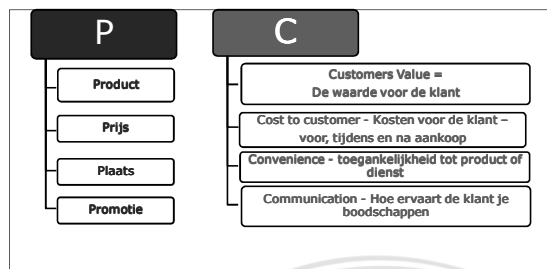 P
Product
Prijs
Plaats
Promotie
C
Customers Value =
De waarde voor de klant
Cost to customer - Kosten voor de klant –
voor, tijdens en na aankoop
Convenience - toegankelijkheid tot product of
dienst
Communication - Hoe ervaart de klant je
boodschappen